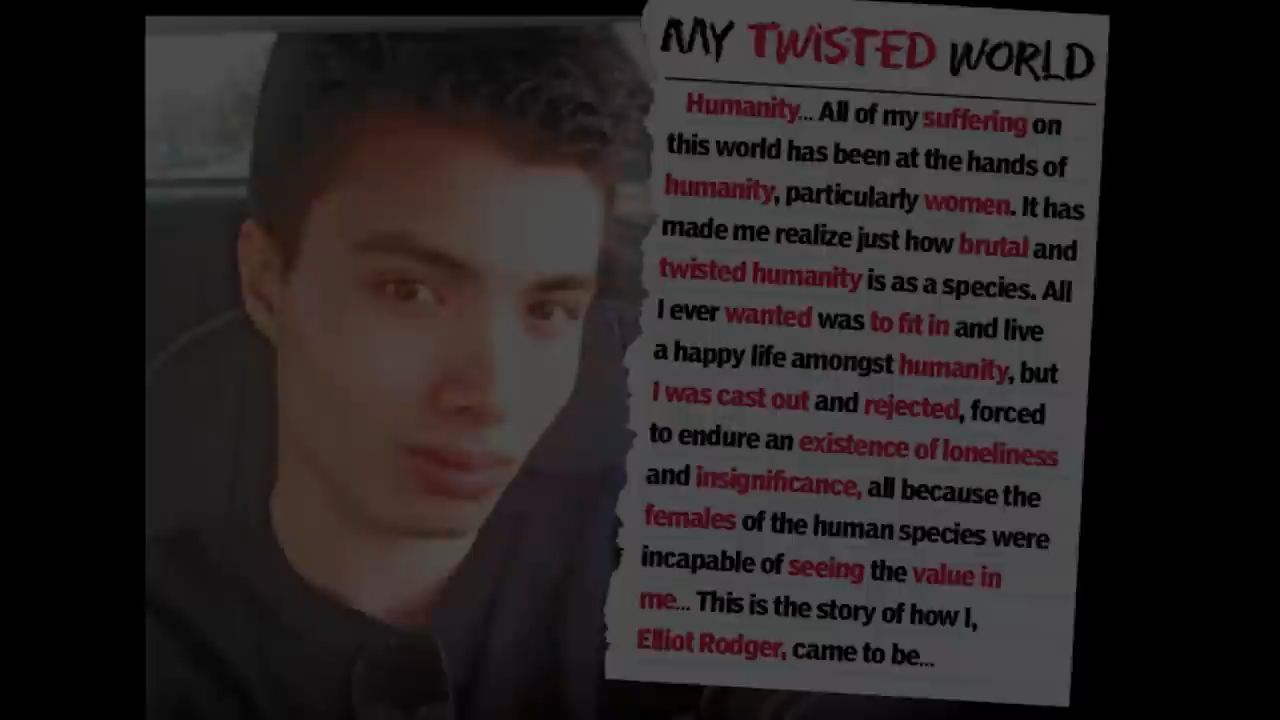 MY TWISTED WORLD
Humanity... All of my suffering on
this world has been at the hands of
humanity, particularly women. It has
made me realize just how brutal and
twisted humanity is as a species. All
I ever wanted was to fit in and live
a happy life amongst humanity, but
I was cast out and rejected, forced
to endure an existence of loneliness
and insignificance, all because the
females of the human species were
incapable of seeing the value in
me... This is the story of how I,
Elliot Rodger, came to be...